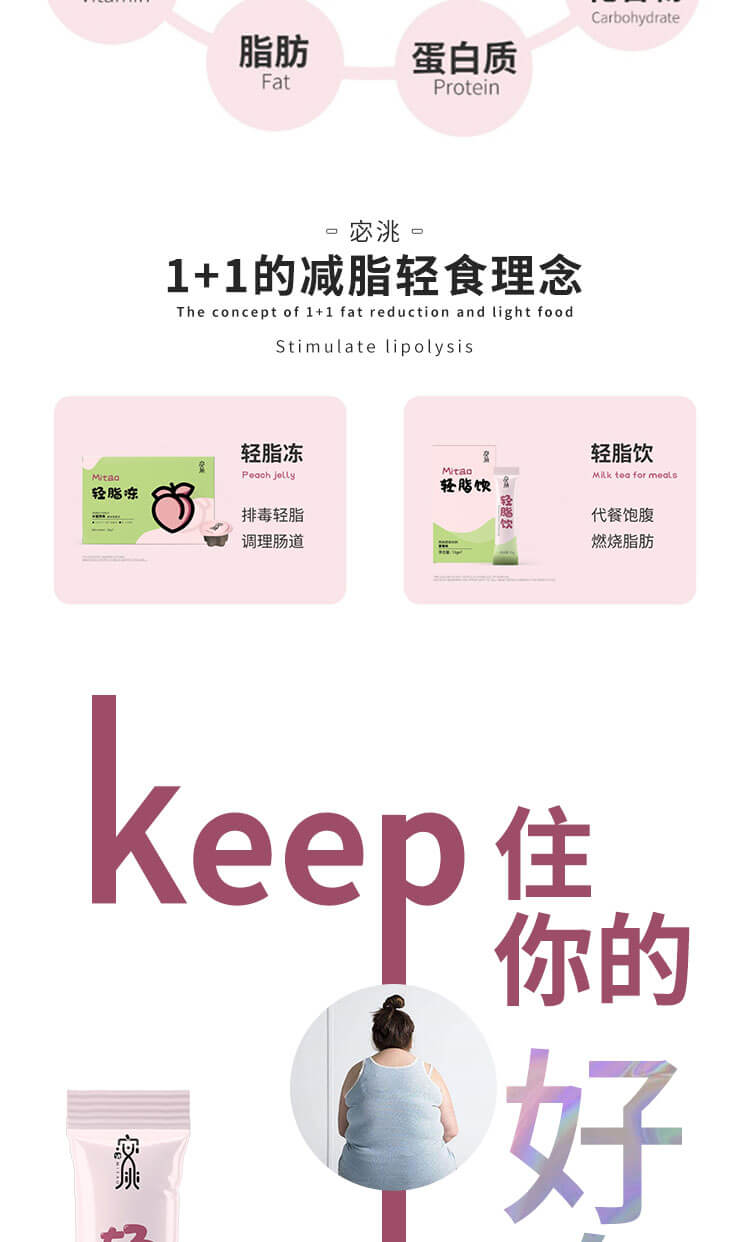 Carbohydrate
脂肪
Fat
蛋白质
Protein
宓洮
1+1的减脂轻食理念
The concept of 1+1 fat reduction and light food
Stimulate lipolysis
Mitao
轻脂冻
轻脂冻
Peach jelly
排毒轻脂
调理肠道
Mitao
轻脂饮
轻脂饮
轻脂饮
Milk tea for meals
代餐饱腹
燃烧脂肪
keep 住
你的
好
宓洮
轻